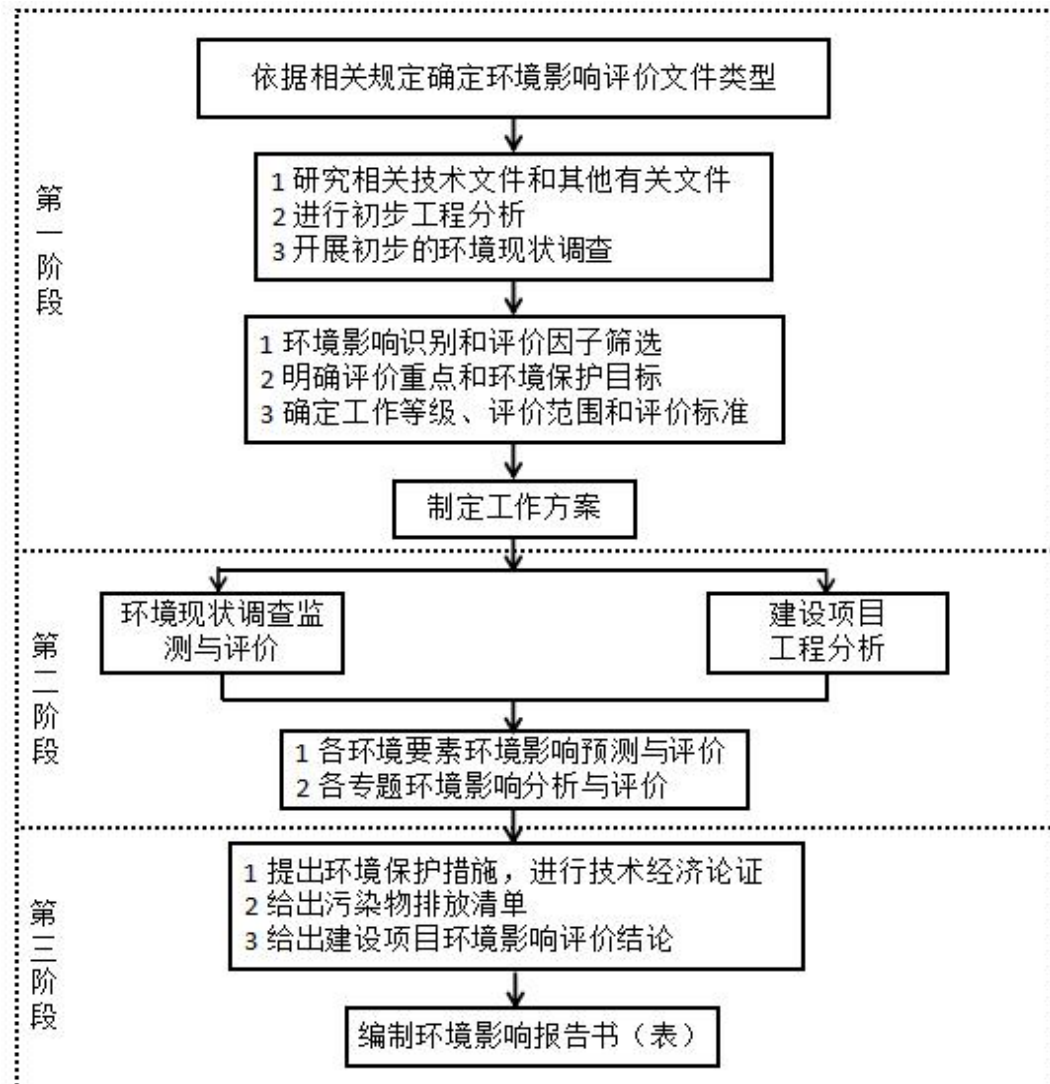 依据相关规定确定环境影响评价文件类型
1 研究相关技术文件和其他有关文件
2 进行初步工程分析
3 开展初步的环境现状调查
第一阶段
1 环境影响识别和评价因子筛选
2 明确评价重点和环境保护目标
3 确定工作等级、评价范围和评价标准
制定工作方案
环境现状调查监
测与评价
建设项目
工程分析
第二阶段
1 各环境要素环境影响预测与评价
2 各专题环境影响分析与评价
1 提出环境保护措施，进行技术经济论证
2 给出污染物排放清单
3 给出建设项目环境影响评价结论
第三阶段
编制环境影响报告书（表）